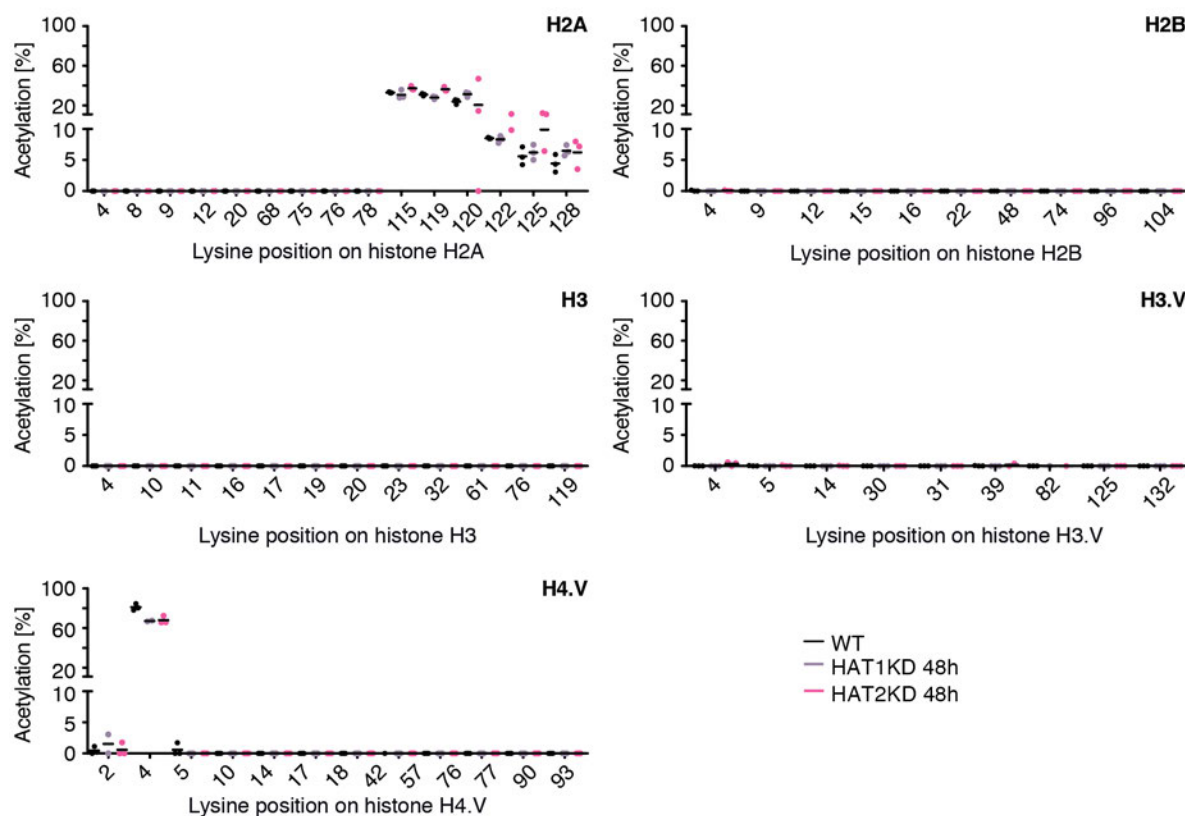 H2A
Acetylation [%]
100
60
20
10
5
0
4 8 9 12 20 68 75 76 78 115 119 120 122 125 128
Lysine position on histone H2A
H2B
Acetylation [%]
100
60
20
10
5
0
4 9 12 15 16 22 48 74 96 104
Lysine position on histone H2B
H3
Acetylation [%]
100
60
20
10
5
0
4 10 11 16 17 19 20 23 32 61 76 119
Lysine position on histone H3
H3.V
Acetylation [%]
100
60
20
10
5
0
4 5 14 30 31 39 82 125 132
Lysine position on histone H3.V
H4.V
Acetylation [%]
100
60
20
10
5
0
2 4 5 10 14 17 18 42 57 76 77 90 93
Lysine position on histone H4.V
WT
HAT1KD 48h
HAT2KD 48h